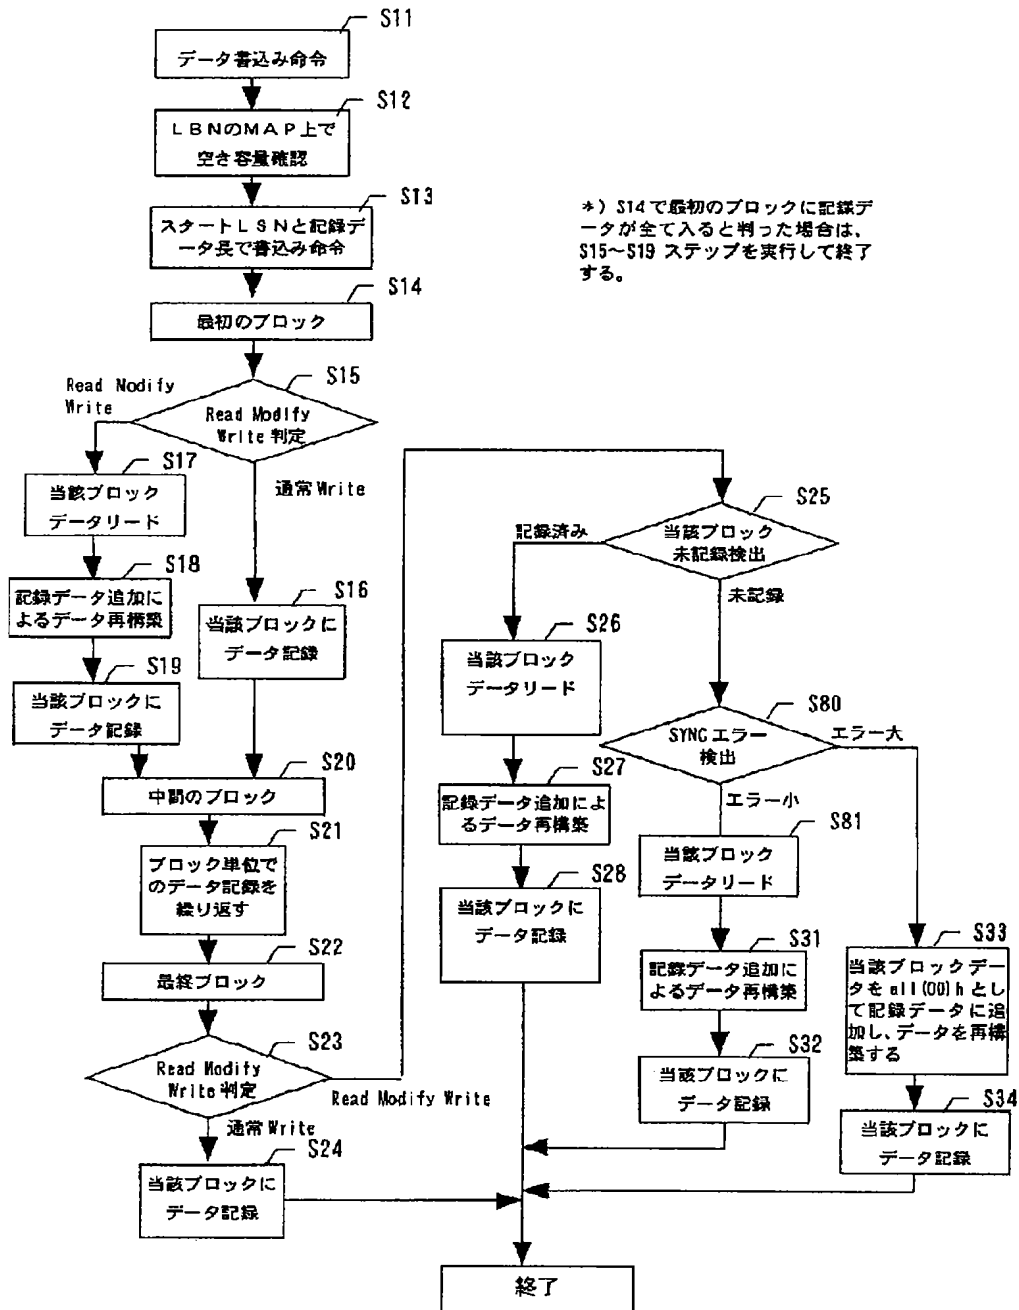 S11
データ書込み命令
S12
LBNのMAP上で
空き容量確認
S13
スタートLSNと記録デ
ータ長で書込み命令
*) S14で最初のブロックに記録デ
ータが全て入ると判った場合は、
S15～S19 ステップを実行して終了
する。
S14
最初のブロック
S15
Read Modify
Write
Read Modify
Write 判定
S17
当該ブロック
データリード
通常 Write
S18
記録データ追加に
よるデータ再構築
S16
当該ブロックに
データ記録
S19
当該ブロックに
データ記録
S20
中間のブロック
S21
ブロック単位で
のデータ記録を
繰り返す
S22
最終ブロック
S23
Read Modify
Write 判定
Read Modify Write
通常 Write
S24
当該ブロックに
データ記録
S25
当該ブロック
未記録検出
記録済み
未記録
S26
当該ブロック
データリード
S27
記録データ追加によ
るデータ再構築
S28
当該ブロックに
データ記録
S80
SYNCエラー
検出
エラー大
エラー小
S81
当該ブロック
データリード
S31
記録データ追加に
よるデータ再構築
S32
当該ブロックに
データ記録
S33
当該ブロックデー
タを all(00)h とし
て記録データに追
加し、データを再構
築する
S34
当該ブロックに
データ記録
終了